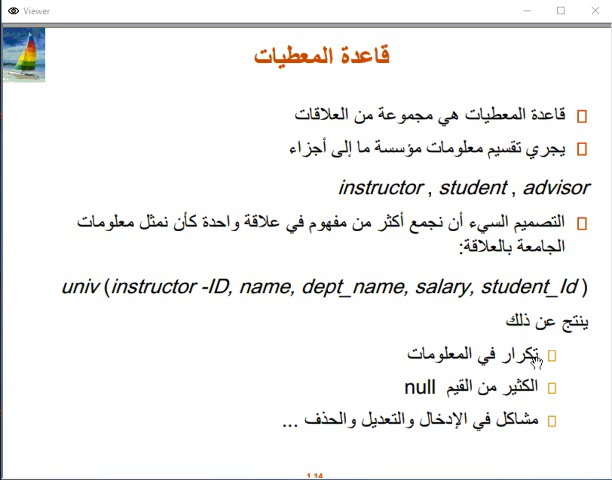 Viewer
قاعدة المعطيات
قاعدة المعطيات هي مجموعة من العلاقات
يجري تقسيم معلومات مؤسسة ما إلى أجزاء
instructor , student , advisor
التصميم السيء أن نجمع أكثر من مفهوم في علاقة واحدة كأن نمثل معلومات
الجامعة بالعلاقة:
univ (instructor -ID, name, dept_name, salary, student_Id )
ينتج عن ذلك
تكرار في المعلومات
الكثير من القيم null
مشاكل في الإدخال والتعديل والحذف ...
1.14